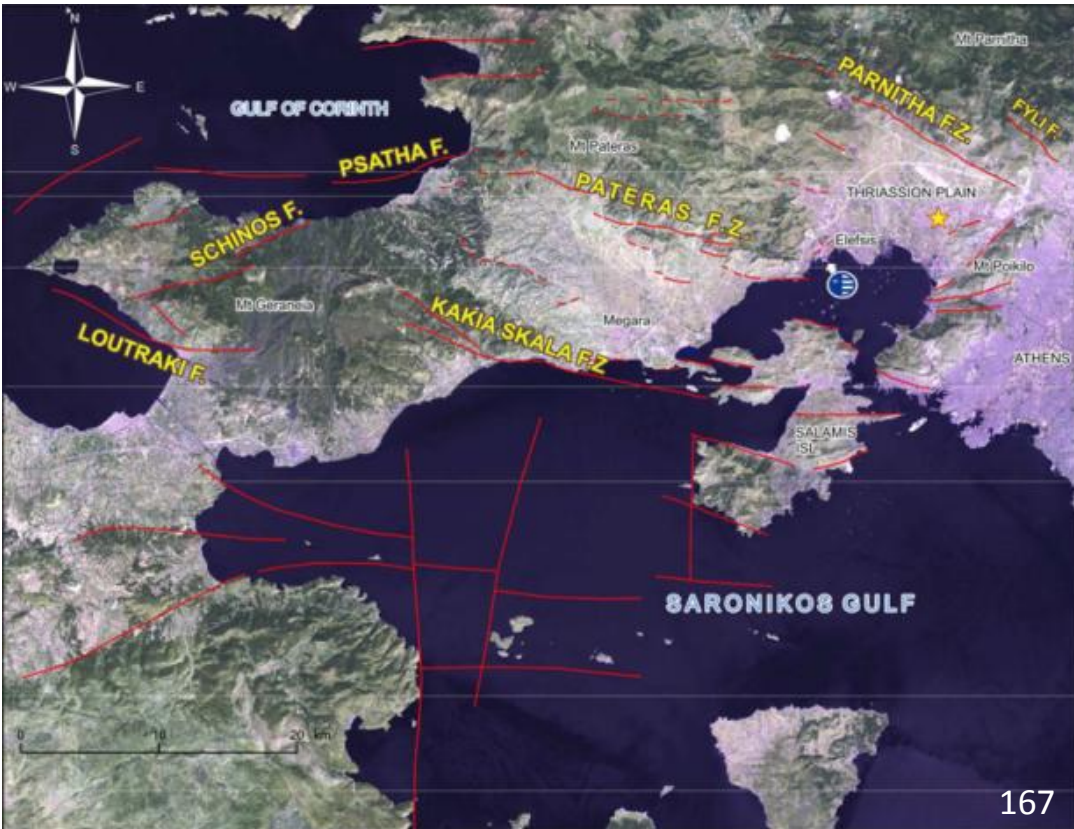 N
Mt Parnitha
W
E
PARNITHA F.Z.
GULF OF CORINTH
FYLI F.
S
PSATHA F.
Mt Pateras
PATERAS F.Z.
THRIASSION PLAIN
SCHINOS F.
Elefsis
Mt Poikilo
Mt Geraneia
KAKIA SKALA F.Z
Megara
LOUTRAKI F.
ATHENS
SALAMIS
ISL.
SARONIKOS GULF
0 10 20 km
167